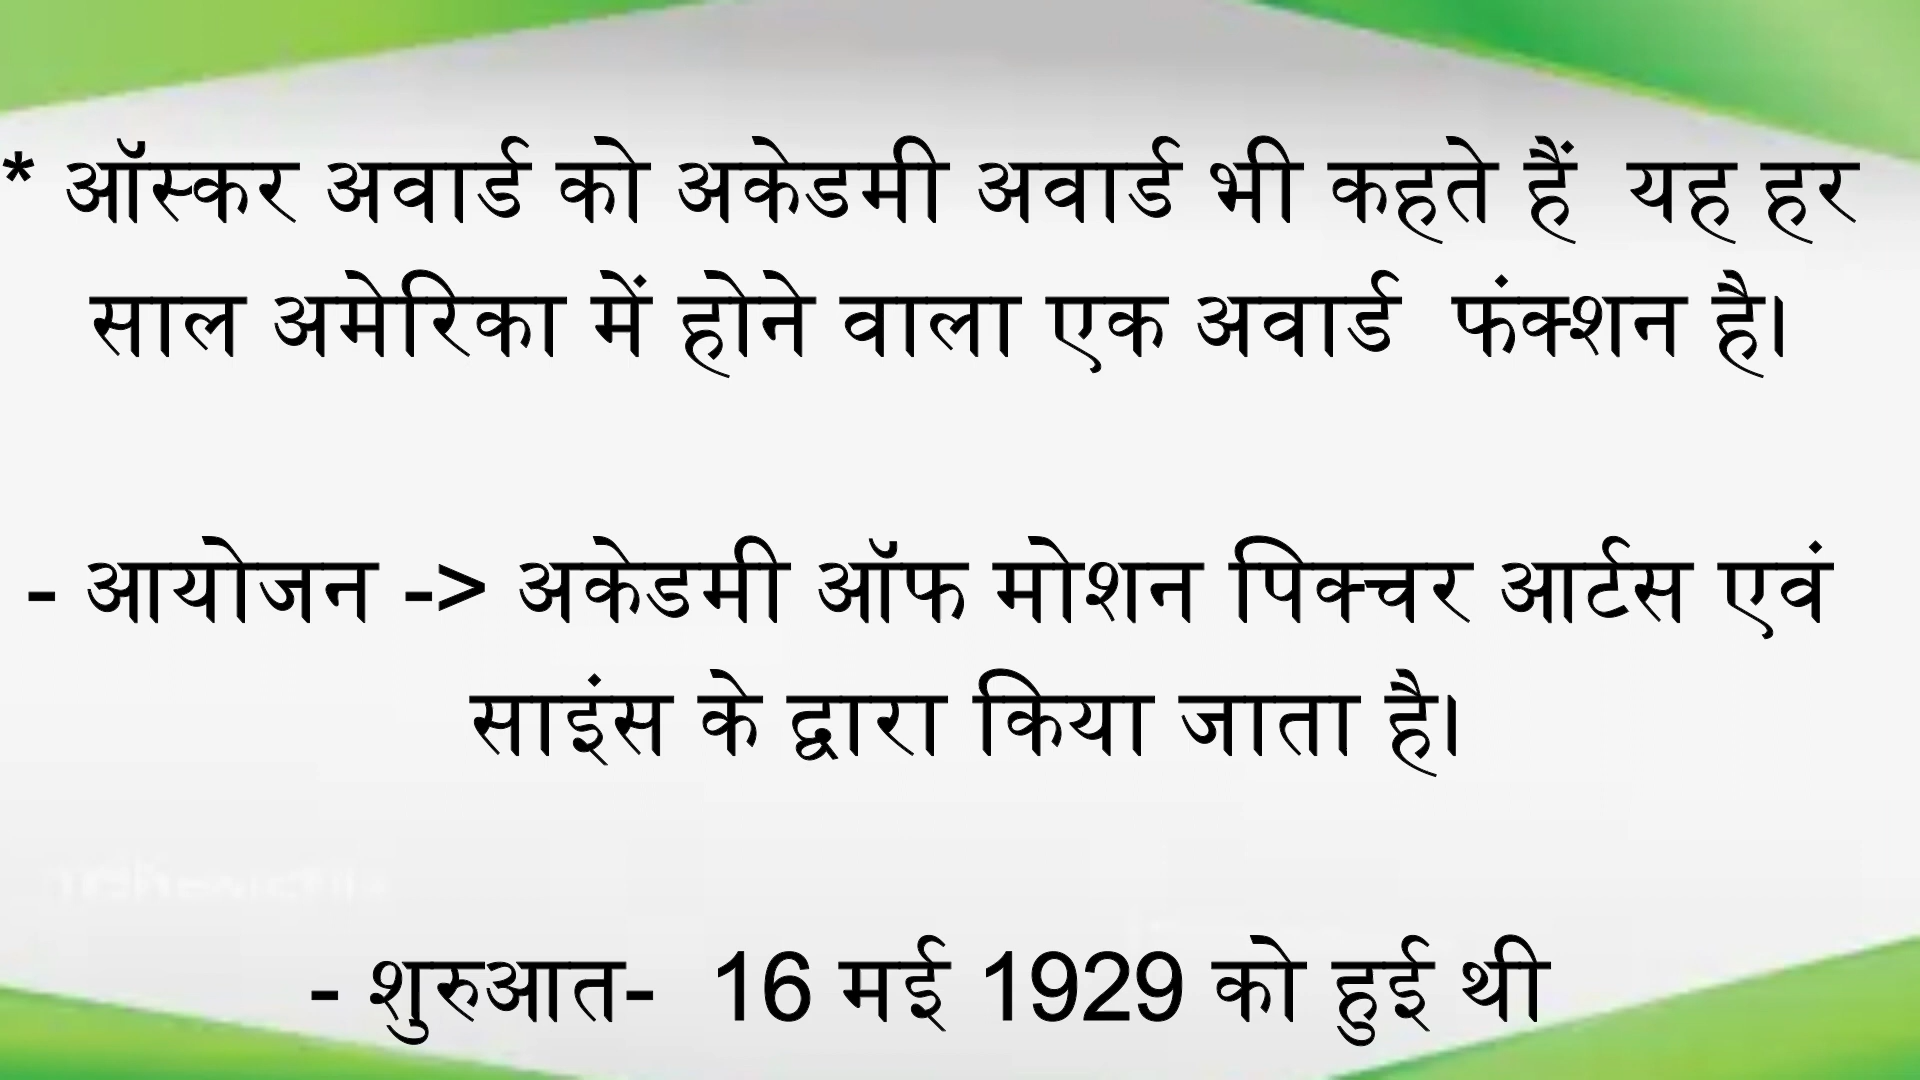 * ऑस्कर अवार्ड को अकेडमी अवार्ड भी कहते हैं यह हर
साल अमेरिका में होने वाला एक अवार्ड फंक्शन है।
- आयोजन -> अकेडमी ऑफ मोशन पिक्चर आर्टस एवं
साइंस के द्वारा किया जाता है।
- शुरुआत- 16 मई 1929 को हुई थी